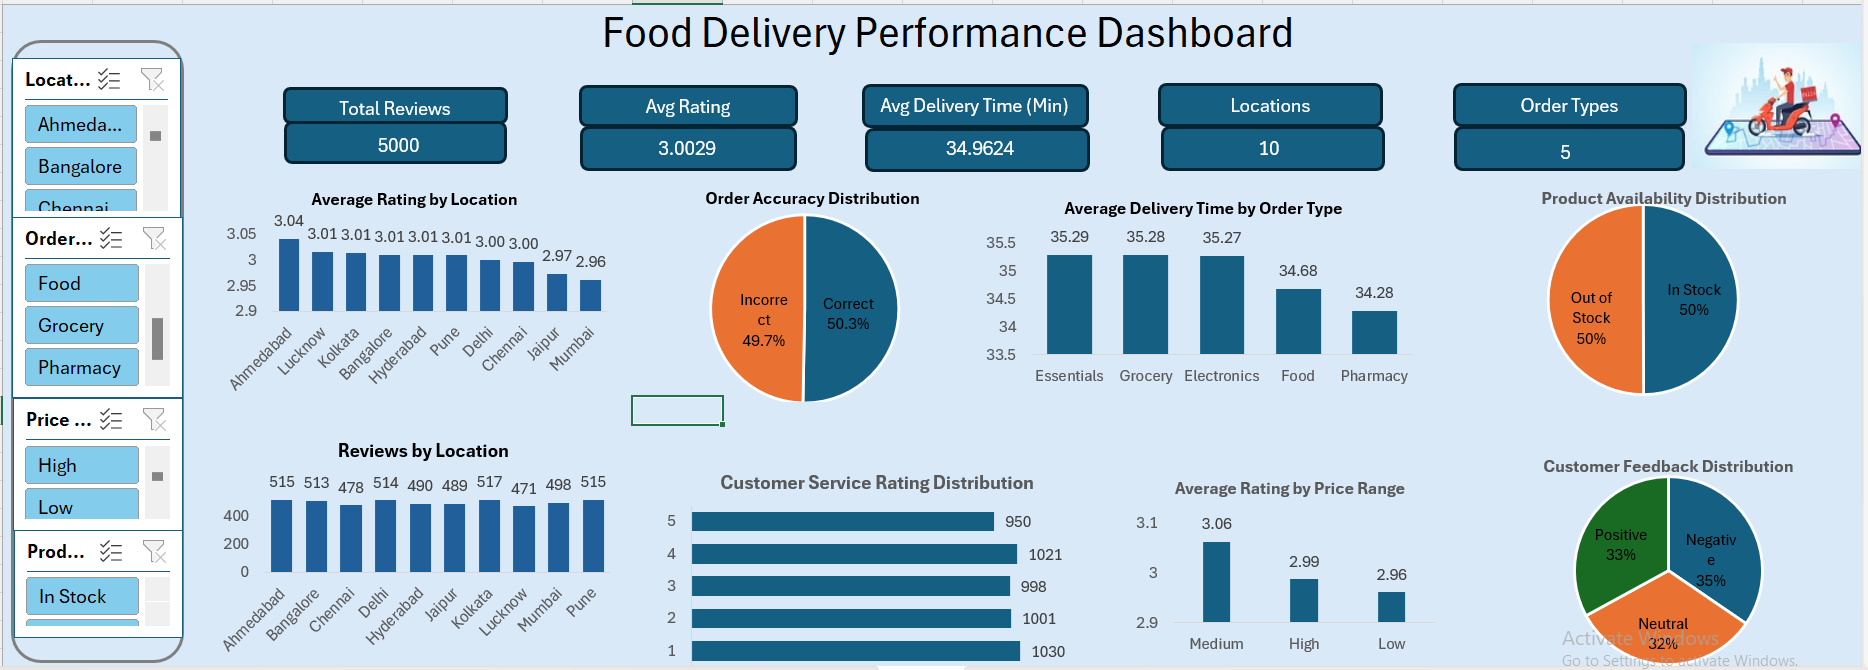 Food Delivery Performance Dashboard
Locat...
Ahmeda...
Bangalore
Chennai
Order...
Food
Grocery
Pharmacy
Price ...
High
Low
Prod...
In Stock
Total Reviews
5000
Avg Rating
3.0029
Avg Delivery Time (Min)
34.9624
Locations
10
Order Types
5
Average Rating by Location
3.04 3.01 3.01 3.01 3.01 3.01 3.00 3.00 2.97 2.96
3.05
3
2.95
2.9
Ahmedabad Lucknow Kolkata Bangalore Hyderabad Pune Delhi Chennai Jaipur Mumbai
Order Accuracy Distribution
Incorre
ct
49.7%
Correct
50.3%
Average Delivery Time by Order Type
35.29 35.28 35.27 34.68 34.28
35.5
35
34.5
34
33.5
Essentials Grocery Electronics Food Pharmacy
Product Availability Distribution
Out of
Stock
50%
In Stock
50%
Reviews by Location
515 513 478 514 490 489 517 471 498 515
400
200
0
Ahmedabad Bangalore Chennai Delhi Hyderabad Jaipur Kolkata Lucknow Mumbai Pune
Customer Service Rating Distribution
5 950
4 1021
3 998
2 1001
1 1030
Average Rating by Price Range
3.06 2.99 2.96
3.1
3
2.9
Medium High Low
Customer Feedback Distribution
Positive
33%
Negativ
e
35%
Neutral
32%
Activate Windows
Go to Settings to activate Windows.